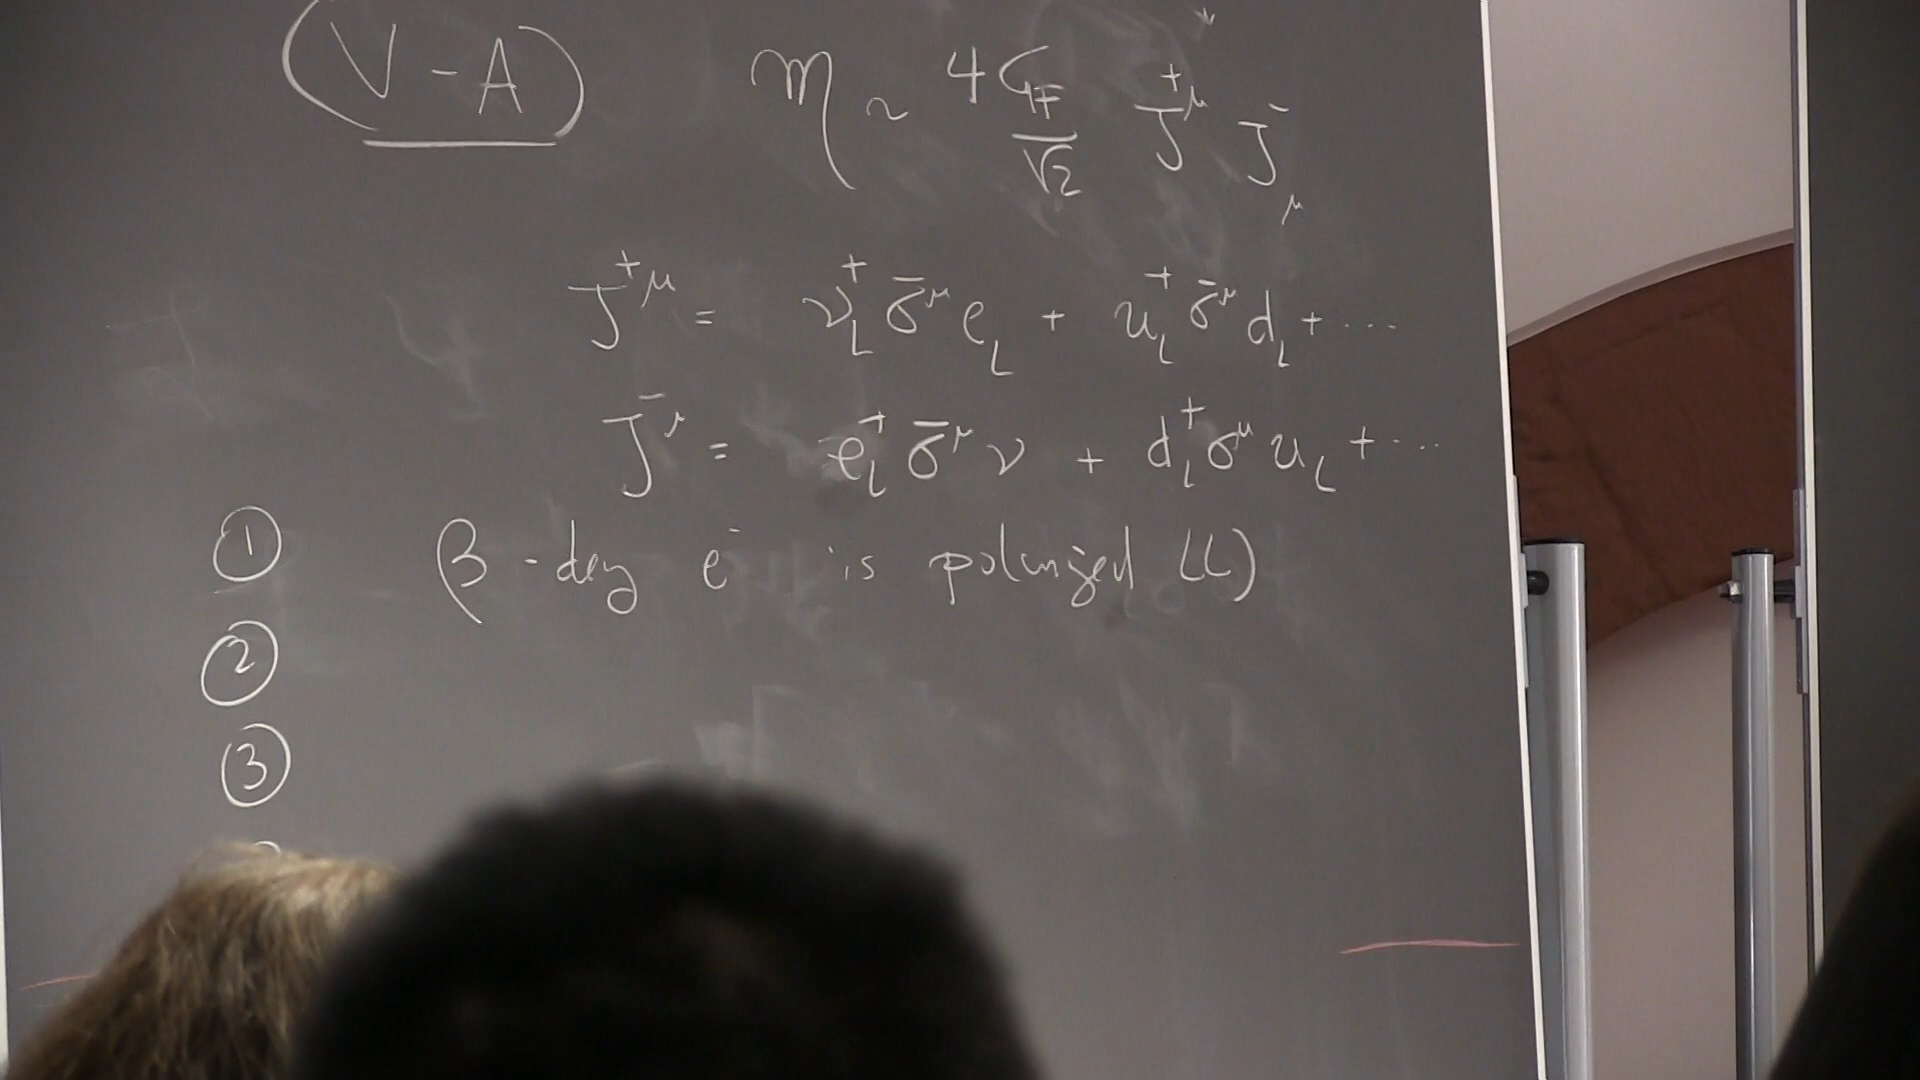 (V-A) M ~ 4G_F/√2 J^{+μ} J^-_μ
J^{+μ} = ν_L^† σ̄^μ e_L + u_L^† σ̄^μ d_L + ...
J^{-μ} = e_L^† σ̄^μ ν + d_L^† σ^μ u_L + ...
① β-decay e^- is polarized (L)
②
③